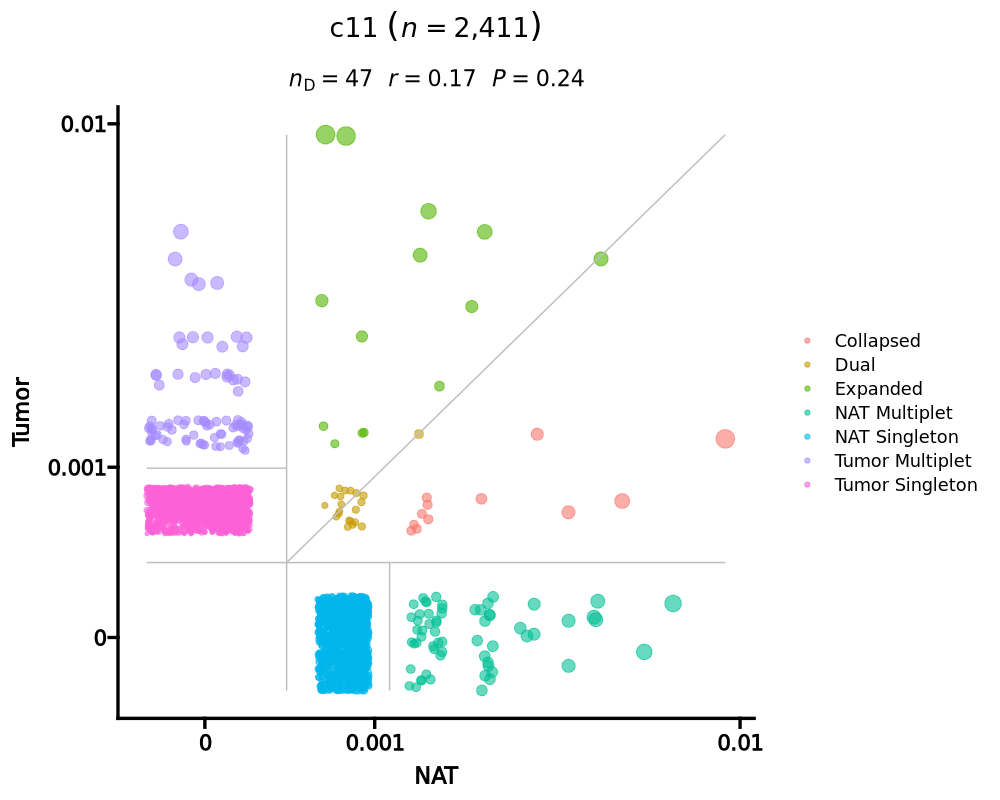 c11 (n = 2,411)
n_D = 47 r = 0.17 P = 0.24
0.01
0.001
0
Tumor
0
0.001
0.01
NAT
Collapsed
Dual
Expanded
NAT Multiplet
NAT Singleton
Tumor Multiplet
Tumor Singleton